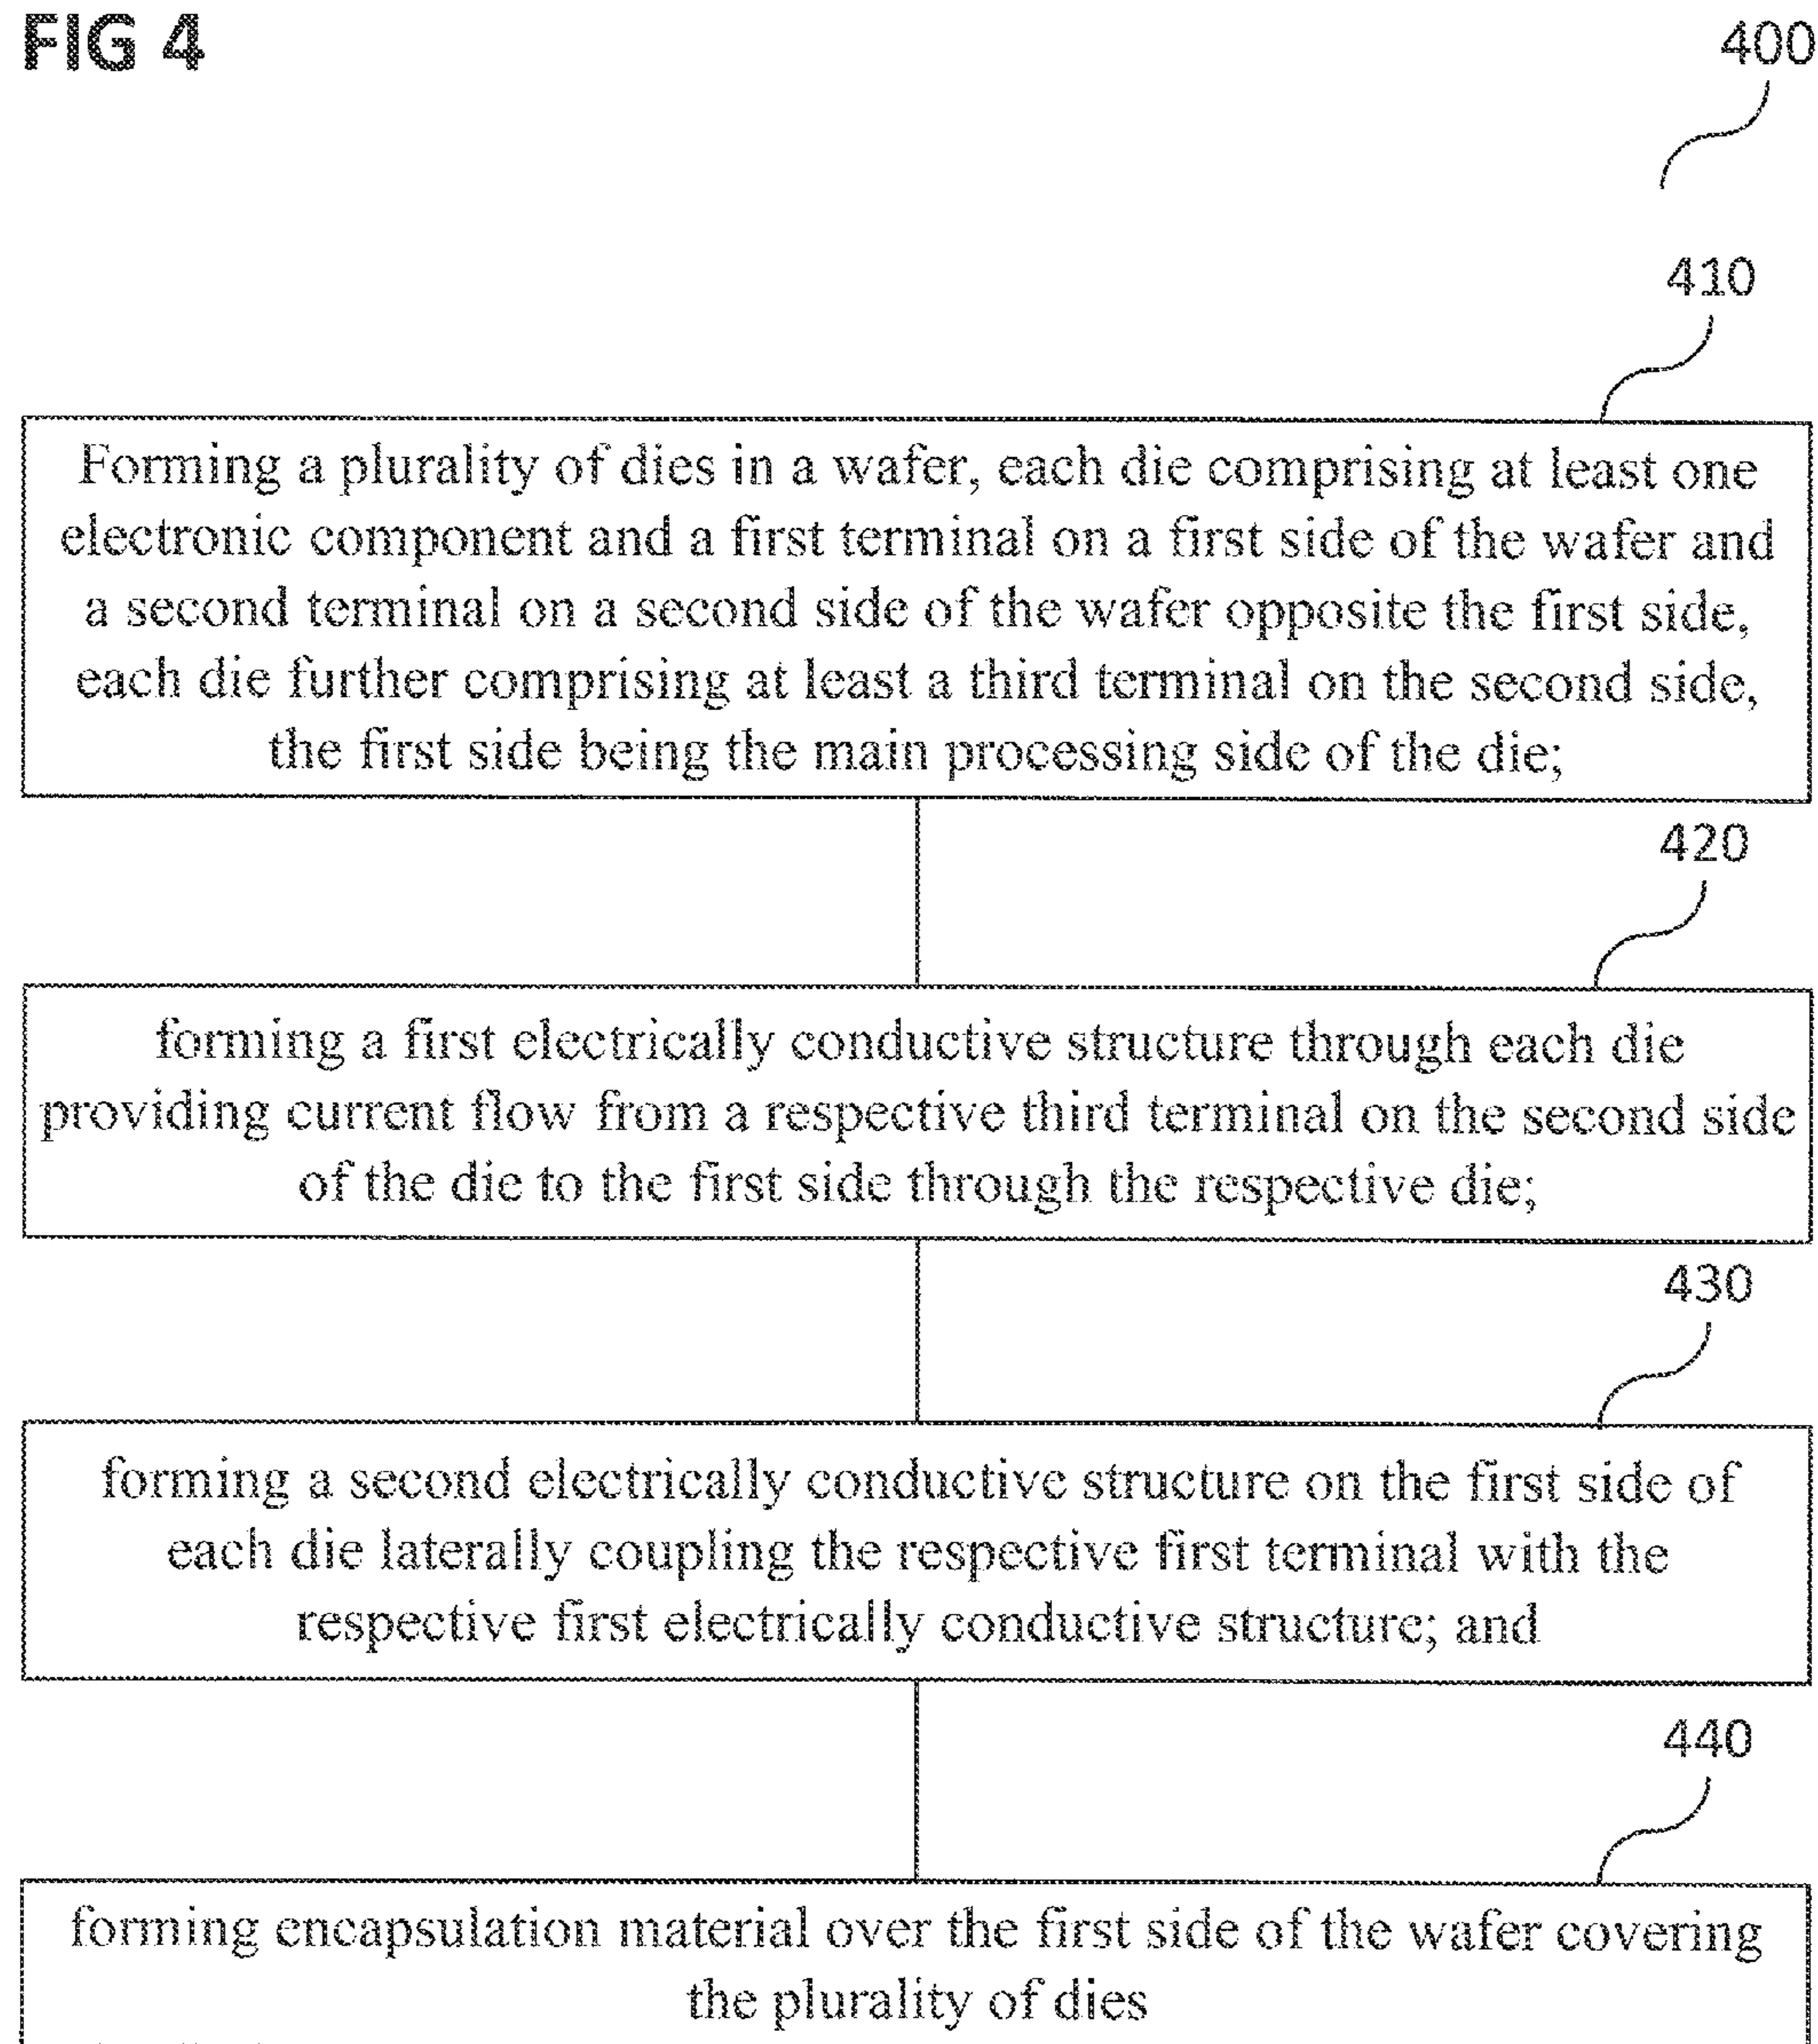 FIG 4
400
410
Forming a plurality of dies in a wafer, each die comprising at least one
electronic component and a first terminal on a first side of the wafer and
a second terminal on a second side of the wafer opposite the first side,
each die further comprising at least a third terminal on the second side,
the first side being the main processing side of the die;
420
forming a first electrically conductive structure through each die
providing current flow from a respective third terminal on the second side
of the die to the first side through the respective die;
430
forming a second electrically conductive structure on the first side of
each die laterally coupling the respective first terminal with the
respective first electrically conductive structure; and
440
forming encapsulation material over the first side of the wafer covering
the plurality of dies